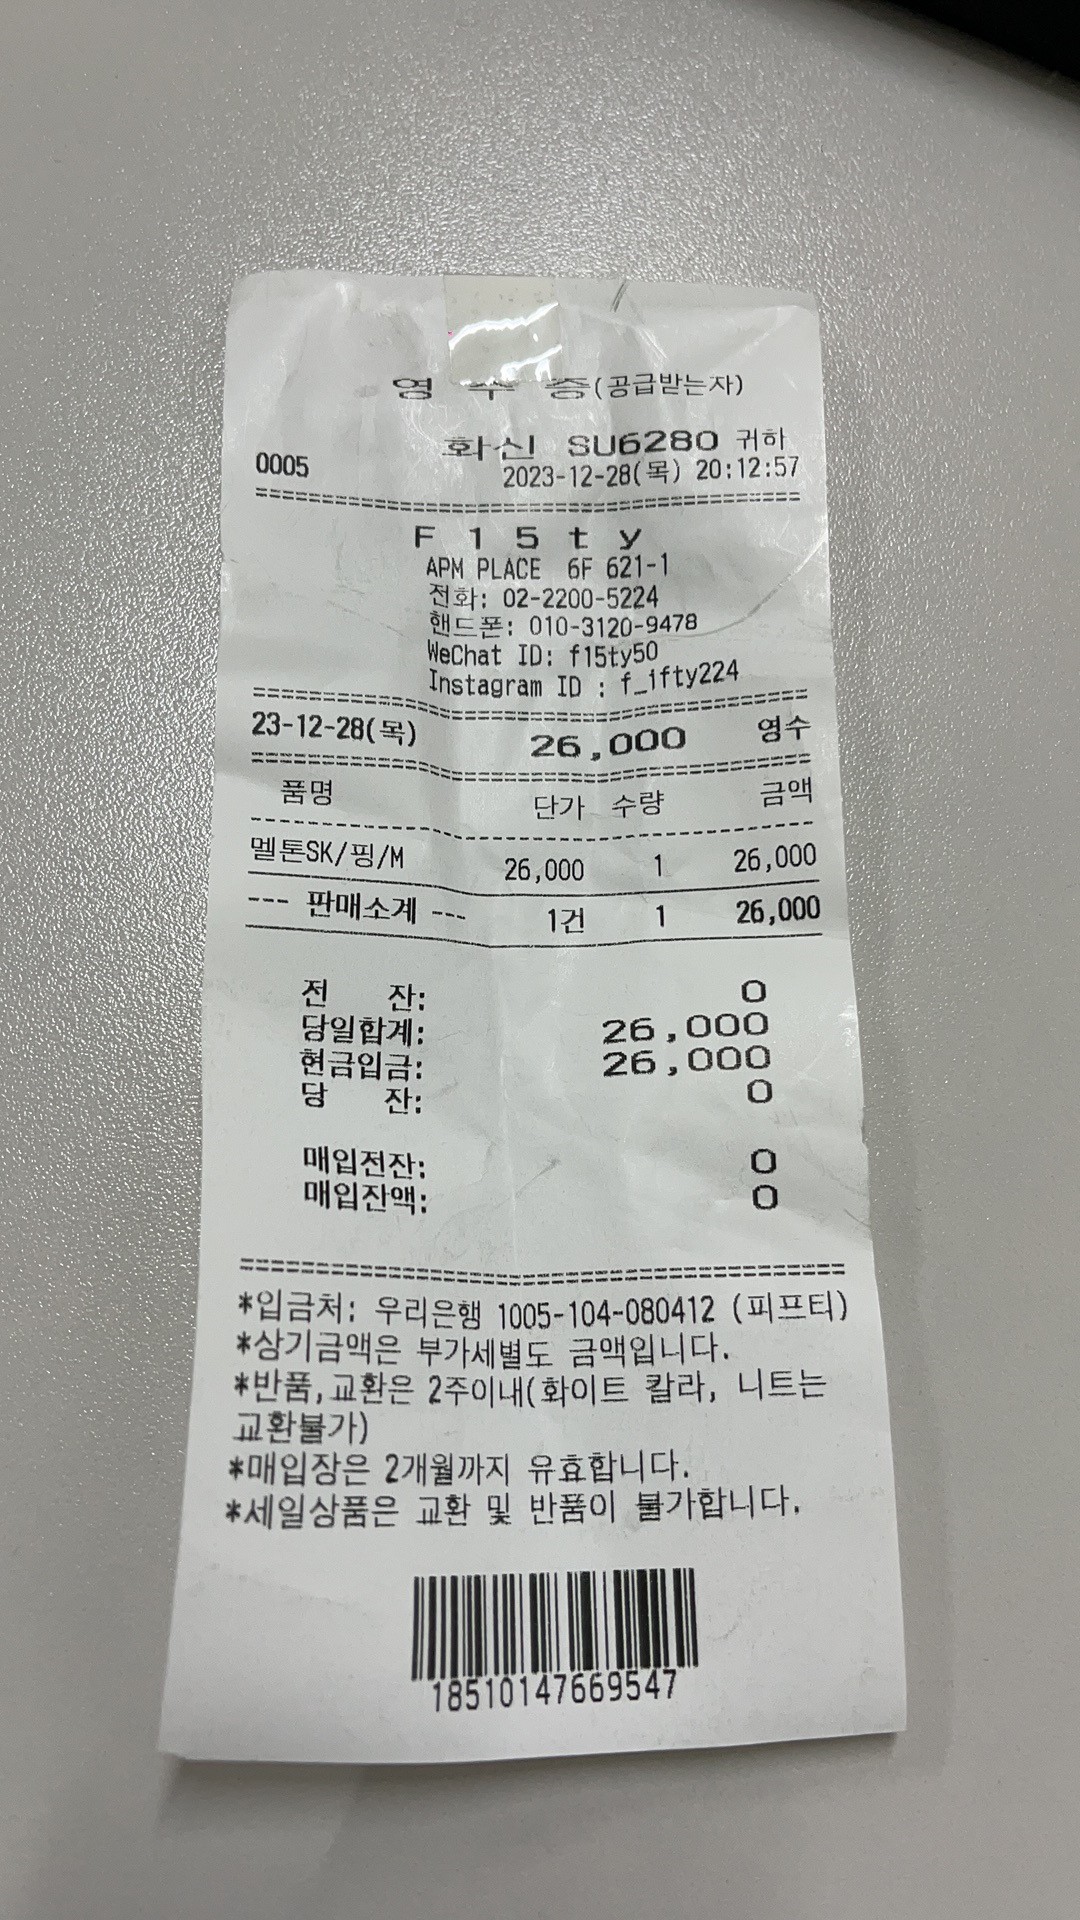 영 수 증(공급받는자)
화신 SU6280 귀하
0005 2023-12-28(목) 20:12:57
F 1 5 t y
APM PLACE 6F 621-1
전화: 02-2200-5224
핸드폰: 010-3120-9478
WeChat ID: f15ty50
Instagram ID : f_ifty224
23-12-28(목) 26,000 영수
품명 단가 수량 금액
멜톤SK/핑/M 26,000 1 26,000
--- 판매소계 --- 1건 1 26,000
전 잔: 0
당일합계: 26,000
현금입금: 26,000
당 잔: 0
매입전잔: 0
매입잔액: 0
*입금처: 우리은행 1005-104-080412 (피프티)
*상기금액은 부가세별도 금액입니다.
*반품,교환은 2주이내(화이트 칼라, 니트는
교환불가)
*매입장은 2개월까지 유효합니다.
*세일상품은 교환 및 반품이 불가합니다.
18510147669547